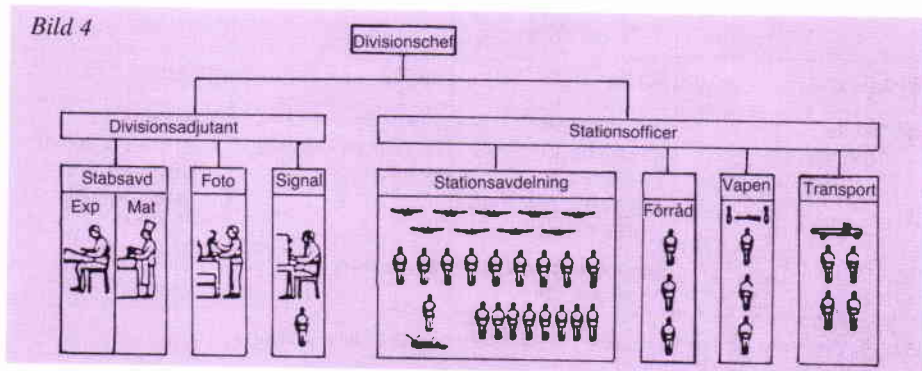 Bild 4
Divisionschef
Divisionsadjutant
Stationsofficer
Stabsavd
Foto
Signal
Stationsavdelning
Förråd
Vapen
Transport
Exp
Mat